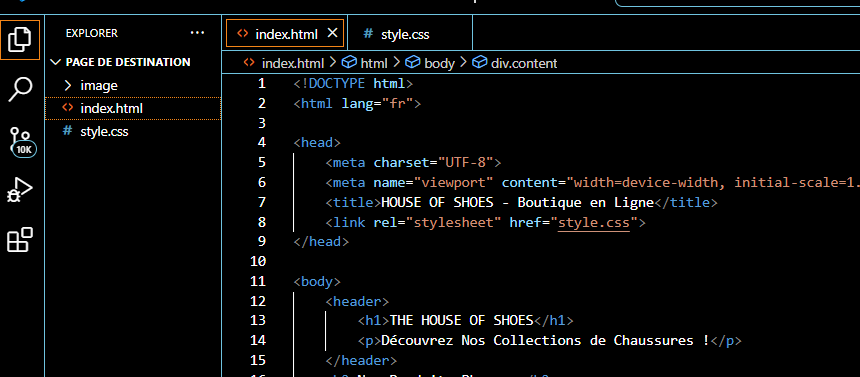 EXPLORER
PAGE DE DESTINATION
image
index.html
style.css
10K
index.html
style.css
index.html > html > body > div.content
1 <!DOCTYPE html>
2 <html lang="fr">
3
4 <head>
5 <meta charset="UTF-8">
6 <meta name="viewport" content="width=device-width, initial-scale=1.
7 <title>HOUSE OF SHOES - Boutique en Ligne</title>
8 <link rel="stylesheet" href="style.css">
9 </head>
10
11 <body>
12 <header>
13 <h1>THE HOUSE OF SHOES</h1>
14 <p>Découvrez Nos Collections de Chaussures !</p>
15 </header>